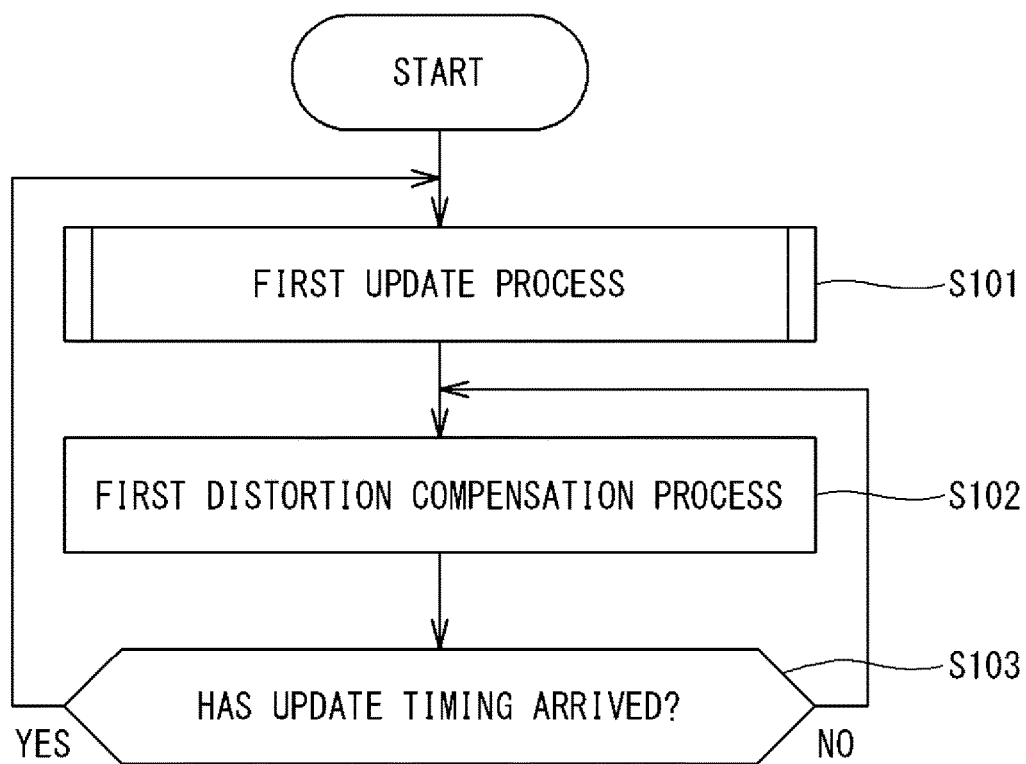 START
FIRST UPDATE PROCESS
S101
FIRST DISTORTION COMPENSATION PROCESS
S102
HAS UPDATE TIMING ARRIVED?
S103
YES
NO